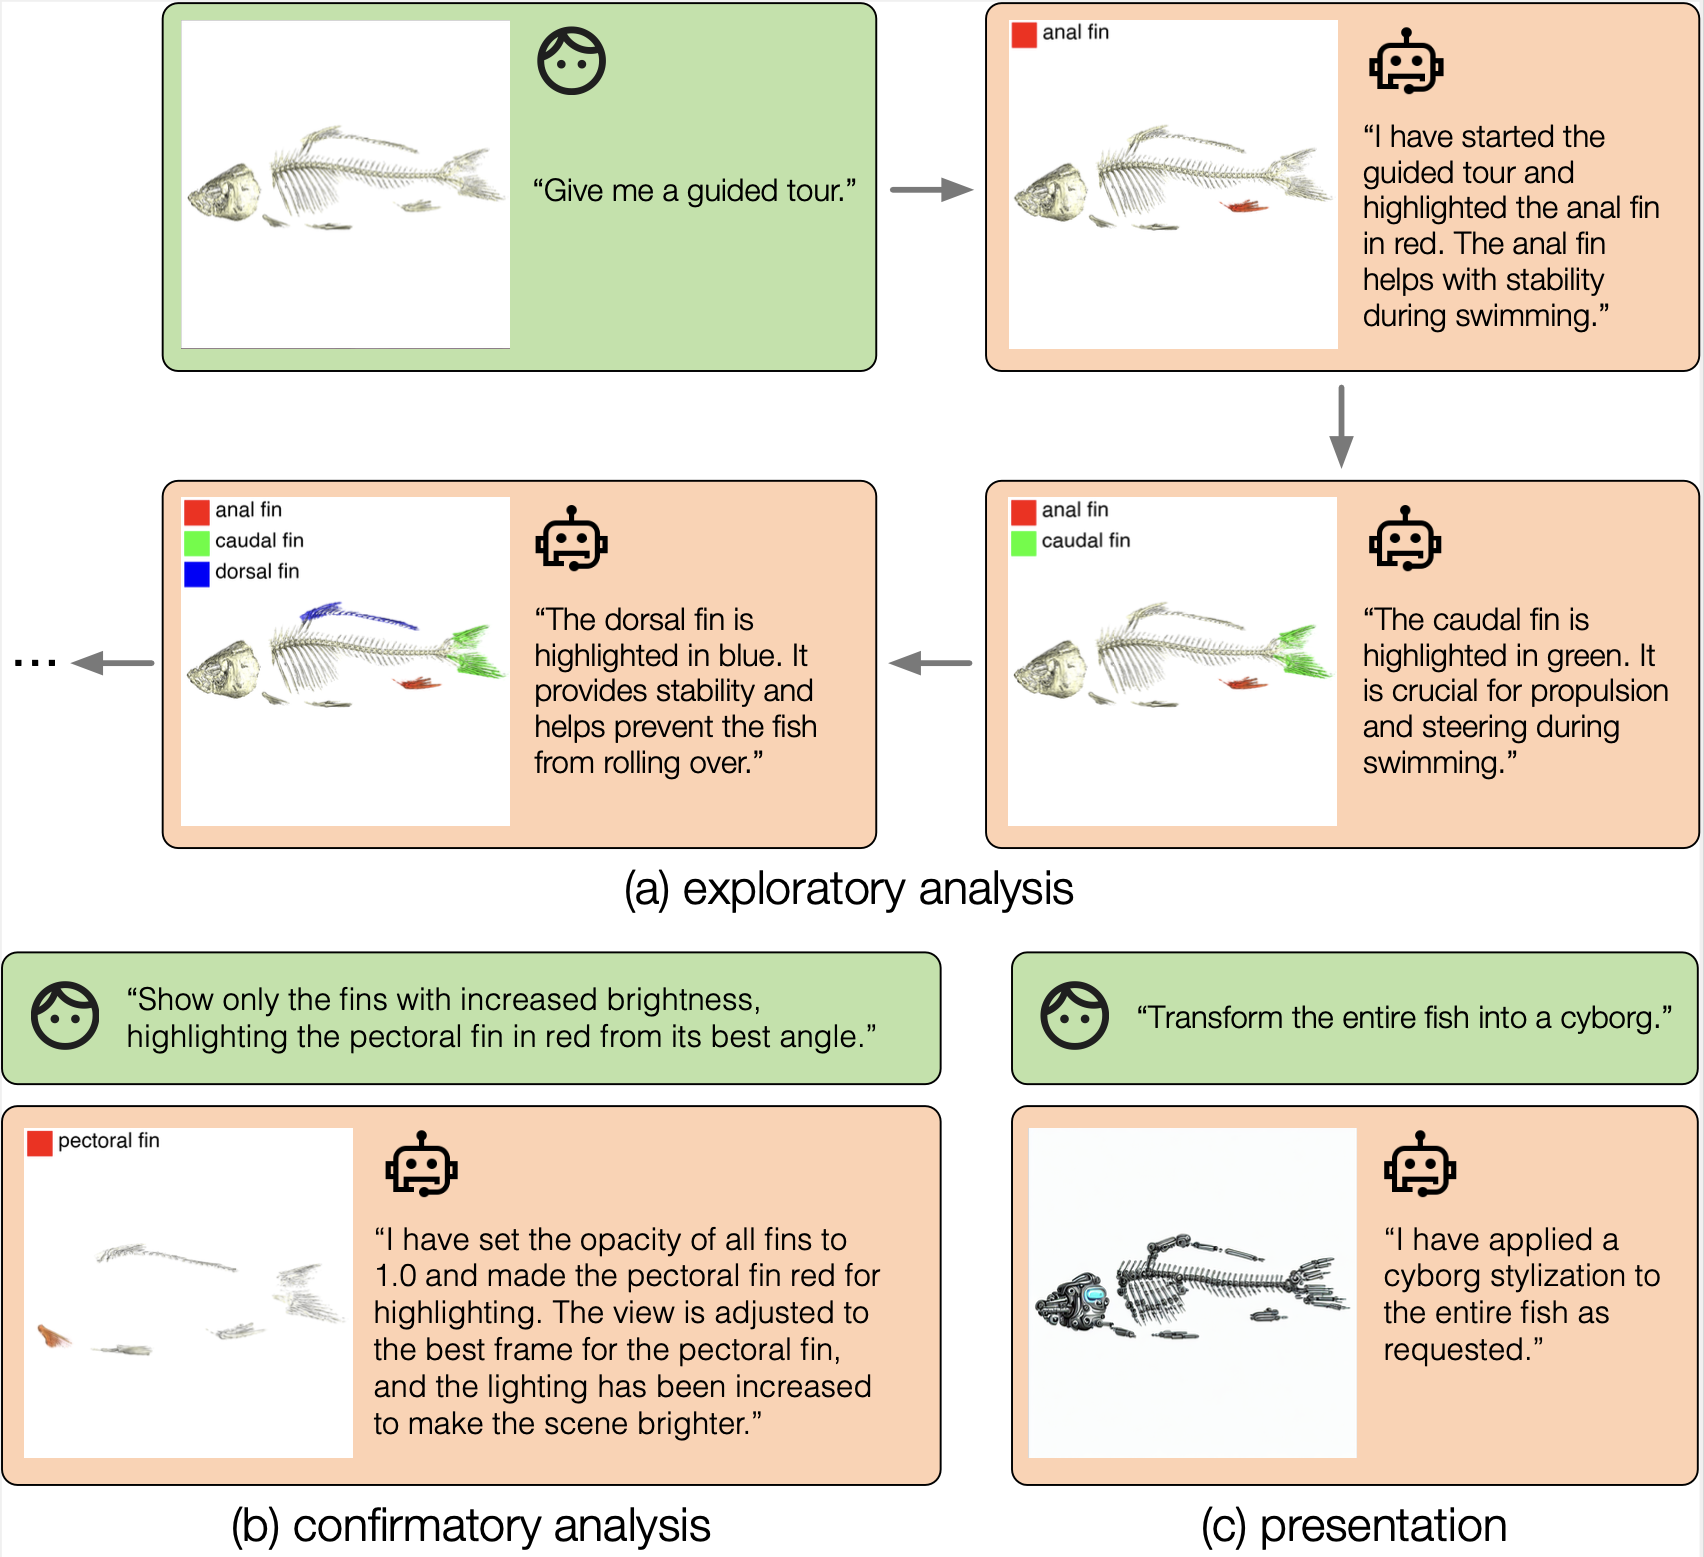 “Give me a guided tour.”
anal fin
“I have started the
guided tour and
highlighted the anal fin
in red. The anal fin
helps with stability
during swimming.”
anal fin
caudal fin
“The caudal fin is
highlighted in green. It
is crucial for propulsion
and steering during
swimming.”
anal fin
caudal fin
dorsal fin
“The dorsal fin is
highlighted in blue. It
provides stability and
helps prevent the fish
from rolling over.”
...
(a) exploratory analysis
“Show only the fins with increased brightness,
highlighting the pectoral fin in red from its best angle.”
pectoral fin
“I have set the opacity of all fins to
1.0 and made the pectoral fin red for
highlighting. The view is adjusted to
the best frame for the pectoral fin,
and the lighting has been increased
to make the scene brighter.”
(b) confirmatory analysis
“Transform the entire fish into a cyborg.”
“I have applied a
cyborg stylization to
the entire fish as
requested.”
(c) presentation